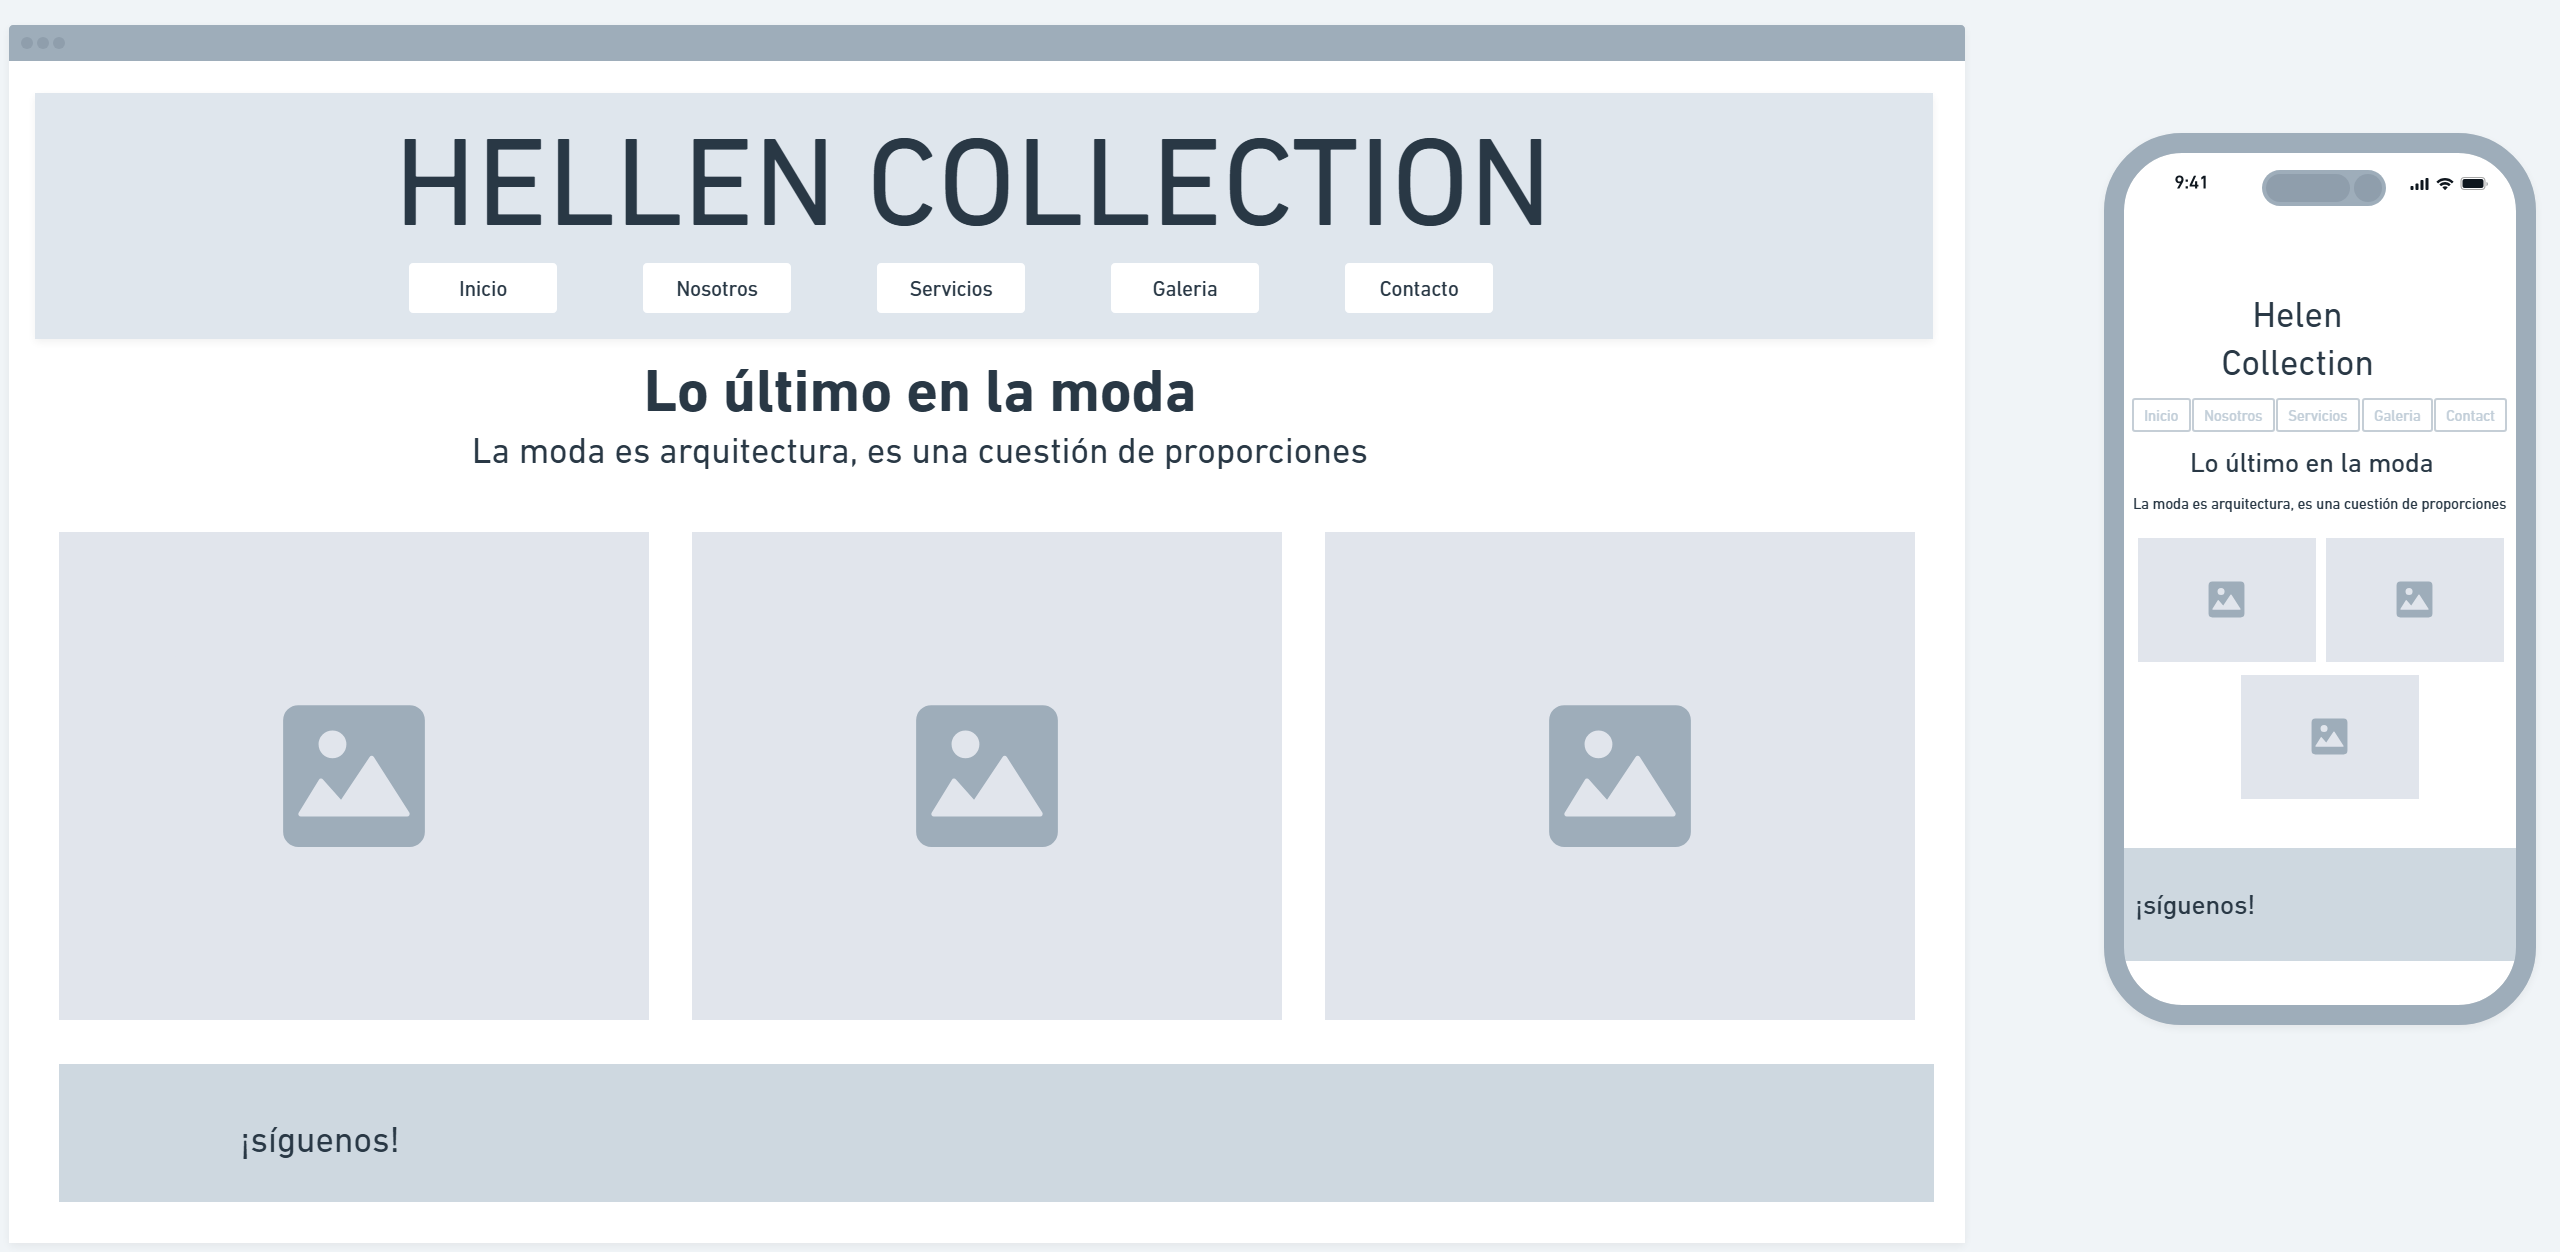 HELLEN COLLECTION
Inicio Nosotros Servicios Galeria Contacto
Lo último en la moda
La moda es arquitectura, es una cuestión de proporciones
¡síguenos!
9:41
Helen
Collection
Inicio Nosotros Servicios Galeria Contact
Lo último en la moda
La moda es arquitectura, es una cuestión de proporciones
¡síguenos!